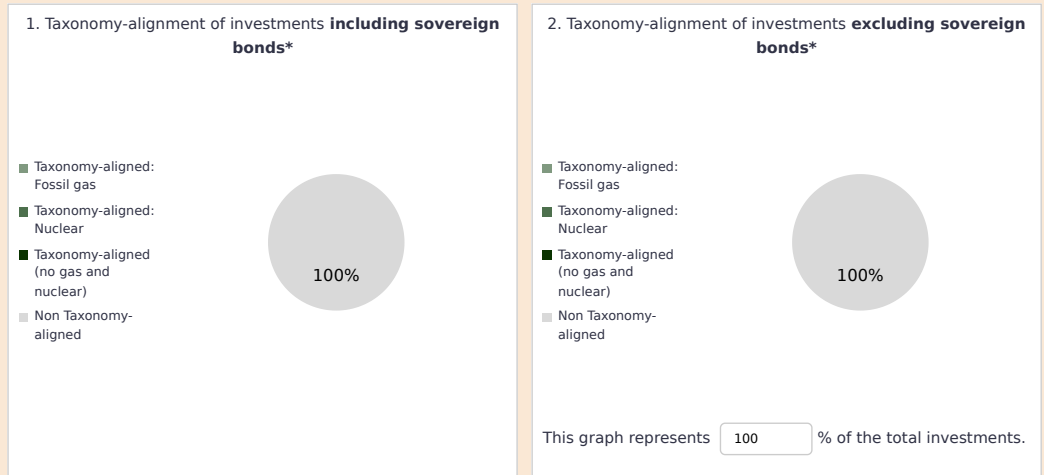 1. Taxonomy-alignment of investments including sovereign
bonds*
Taxonomy-aligned:
Fossil gas
Taxonomy-aligned:
Nuclear
Taxonomy-aligned
(no gas and
nuclear)
Non Taxonomy-
aligned
100%
2. Taxonomy-alignment of investments excluding sovereign
bonds*
Taxonomy-aligned:
Fossil gas
Taxonomy-aligned:
Nuclear
Taxonomy-aligned
(no gas and
nuclear)
Non Taxonomy-
aligned
100%
This graph represents 100 % of the total investments.